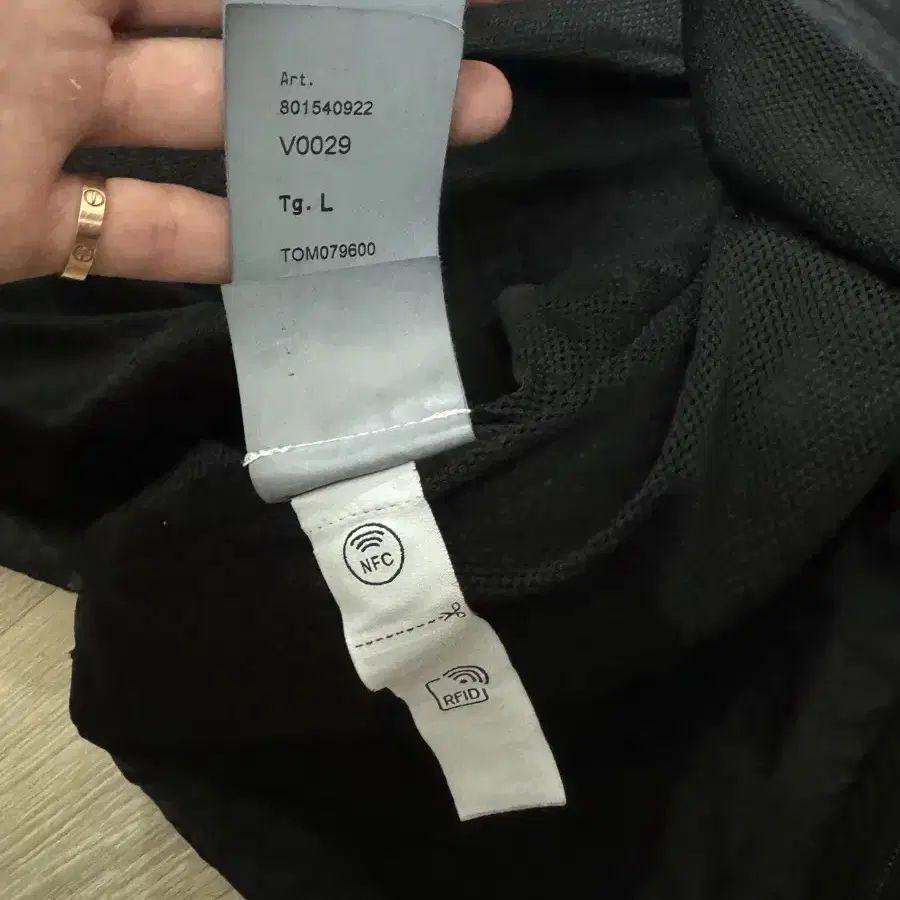 Art.
801540922
V0029
Tg. L
TOM079600
NFC
RFID